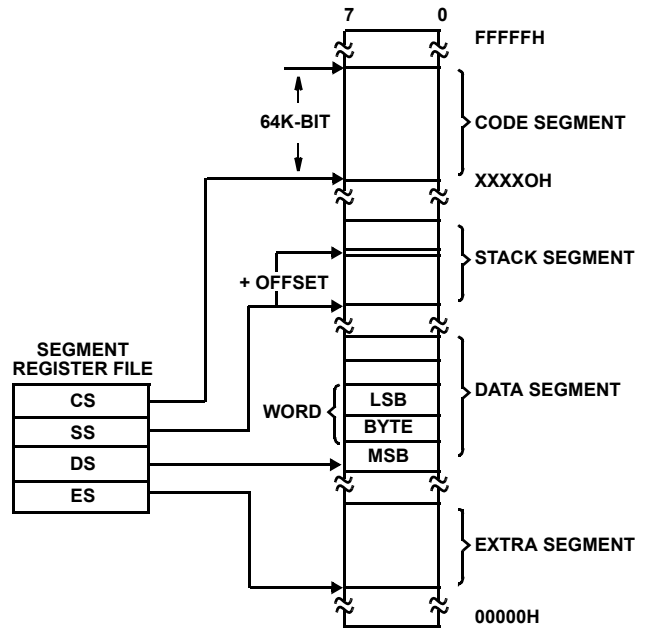 7 0
FFFFFH
64K-BIT
CODE SEGMENT
XXXXOH
STACK SEGMENT
+ OFFSET
SEGMENT
REGISTER FILE
CS
SS
DS
ES
WORD
LSB
BYTE
MSB
DATA SEGMENT
EXTRA SEGMENT
00000H